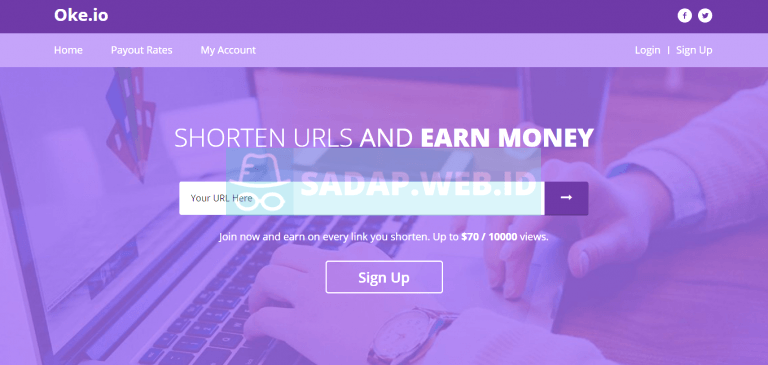 Oke.io
Home Payout Rates My Account Login | Sign Up
SHORTEN URLS AND EARN MONEY
SADAP.WEB.ID
Your URL Here
Join now and earn on every link you shorten. Up to $70 / 10000 views.
Sign Up